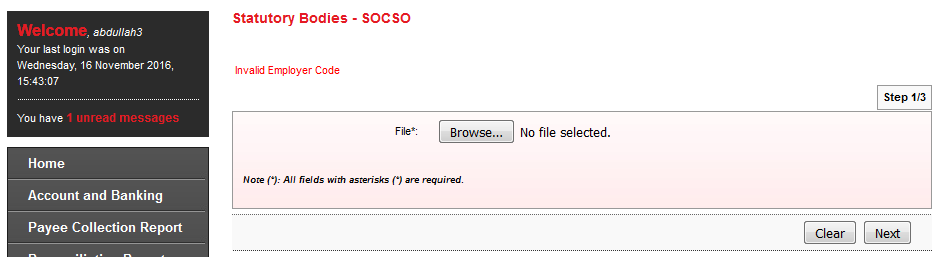 Welcome, abdullah3
Your last login was on
Wednesday, 16 November 2016,
15:43:07
You have 1 unread messages
Home
Account and Banking
Payee Collection Report
Statutory Bodies - SOCSO
Invalid Employer Code
Step 1/3
File*: Browse... No file selected.
Note (*): All fields with asterisks (*) are required.
Clear Next